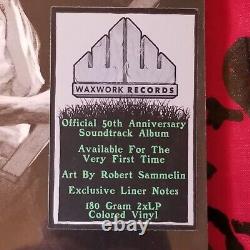 WAXWORK RECORDS
Official 50th Anniversary
Soundtrack Album
Available For The
Very First Time
Art By Robert Sammelin
Exclusive Liner Notes
180 Gram 2xLP
Colored Vinyl